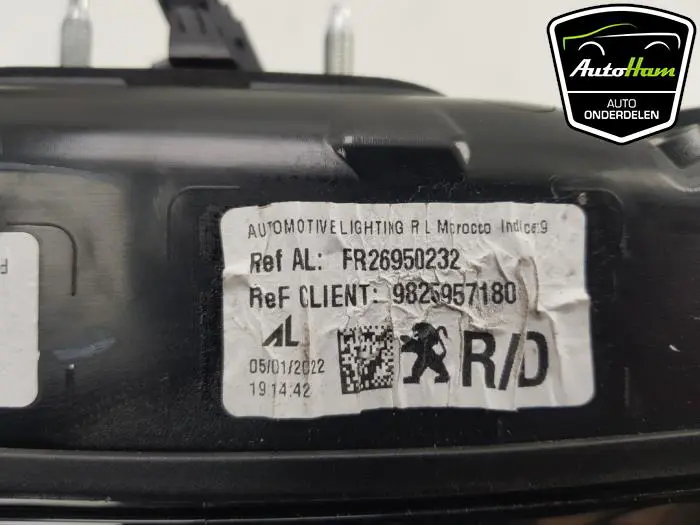 AutoHam
AUTO
ONDERDELEN
AUTOMOTIVELIGHTING R L Morocco Indice:9
Ref AL: FR26950232
ReF CLIENT: 9825957180
AL
05/01/2022
19:14:42
R/D